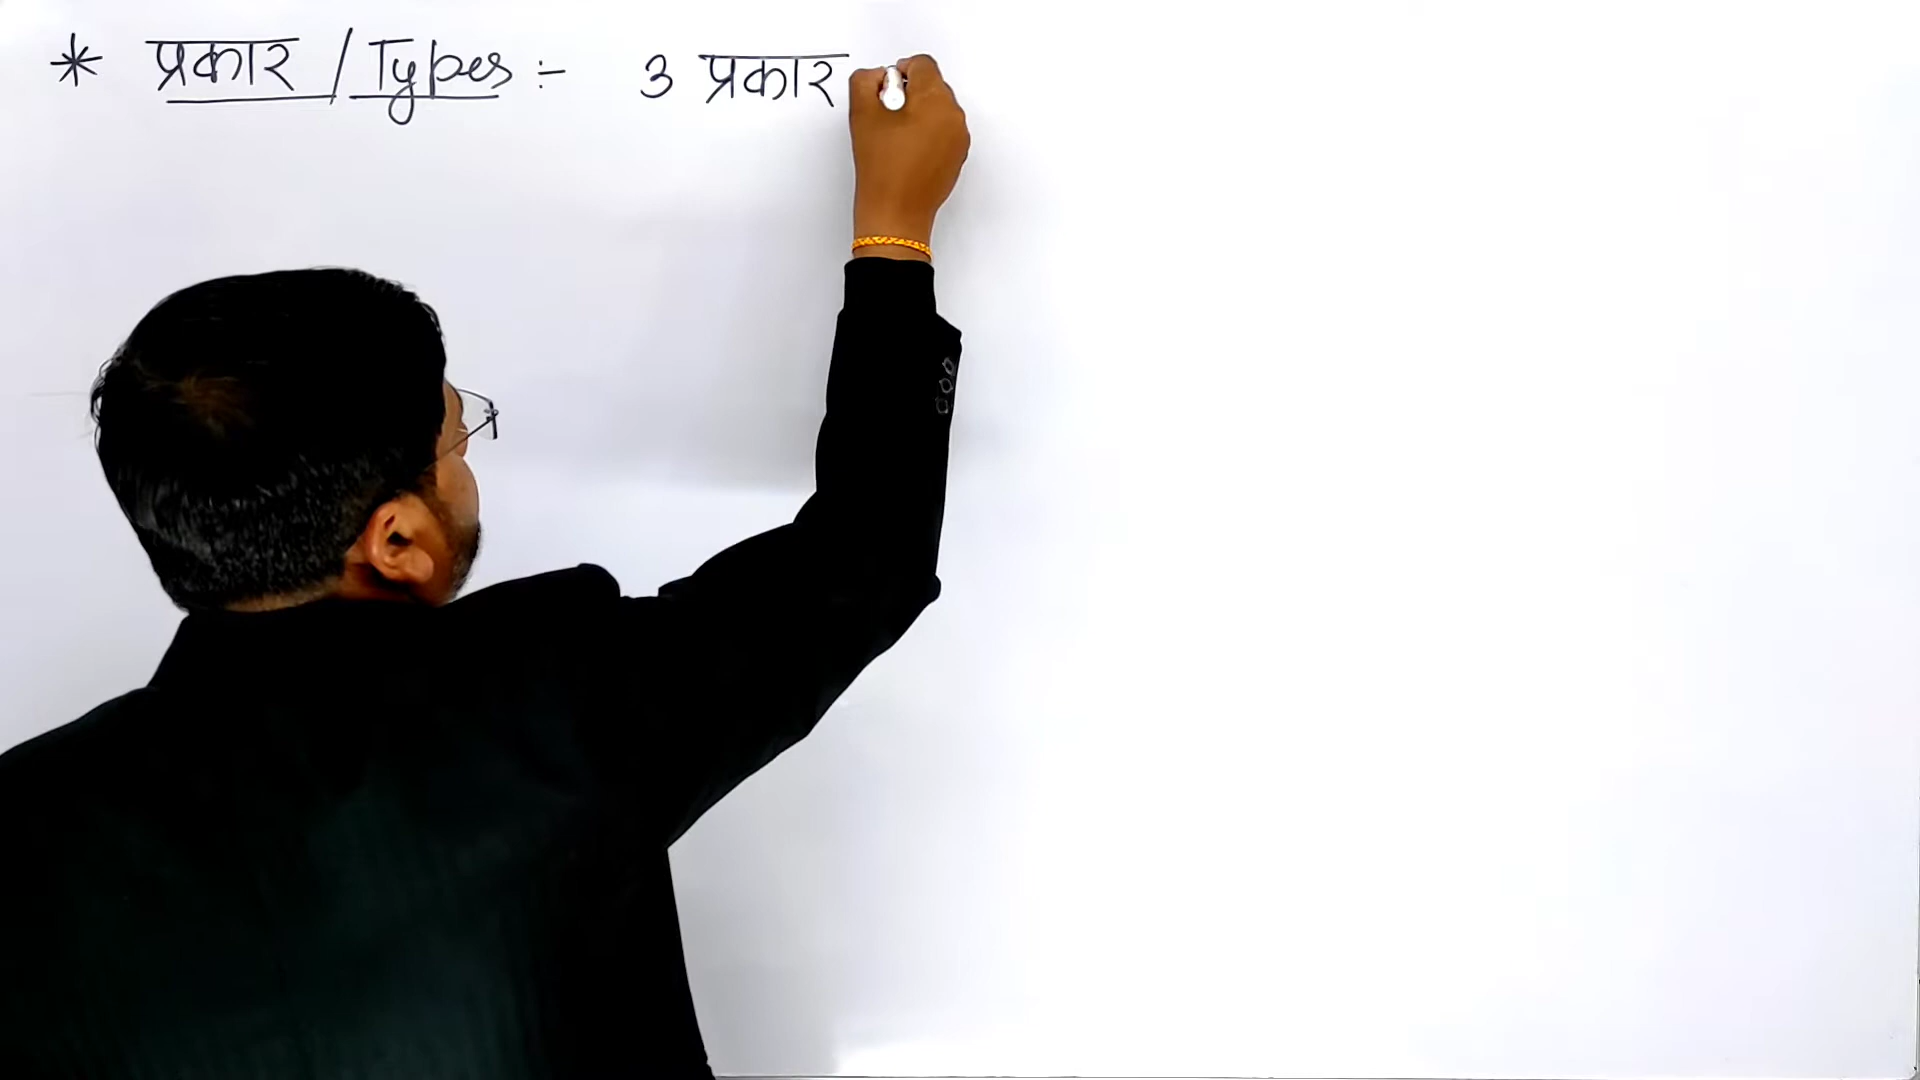 * प्रकार / Types :- 3 प्रकार